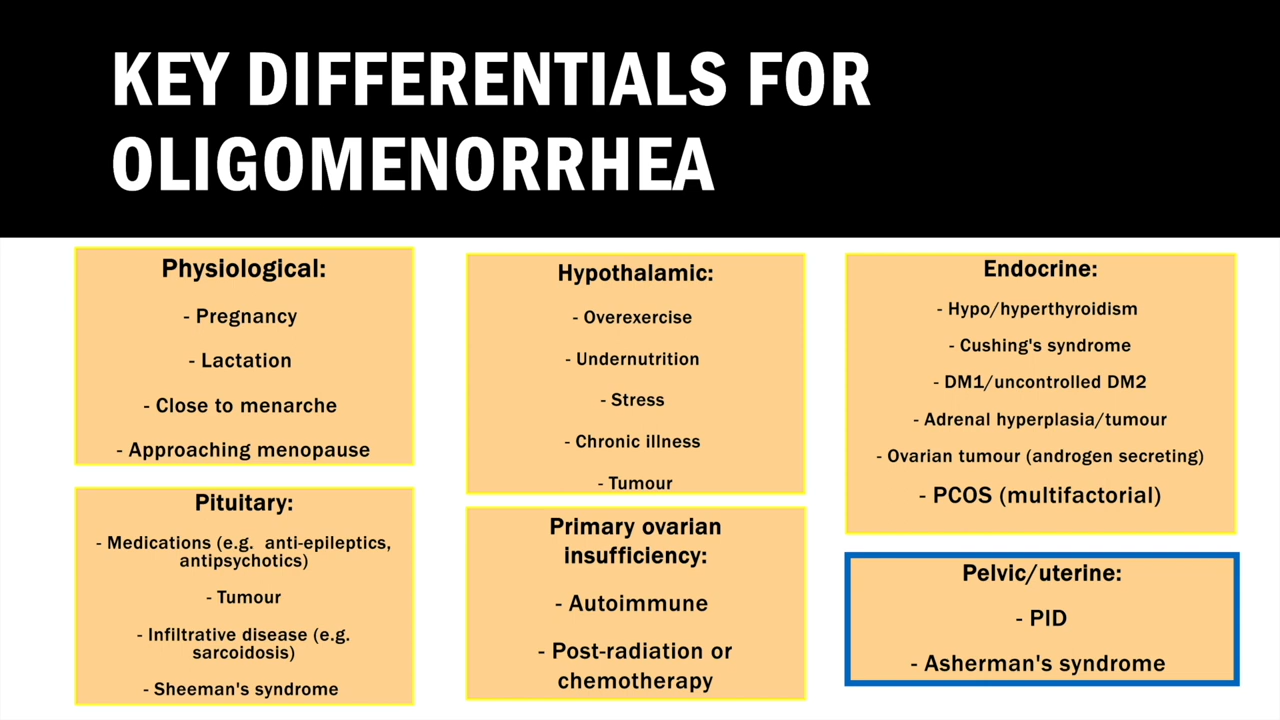 KEY DIFFERENTIALS FOR
OLIGOMENORRHEA
Physiological:
- Pregnancy
- Lactation
- Close to menarche
- Approaching menopause
Pituitary:
- Medications (e.g. anti-epileptics,
antipsychotics)
- Tumour
- Infiltrative disease (e.g.
sarcoidosis)
- Sheeman's syndrome
Hypothalamic:
- Overexercise
- Undernutrition
- Stress
- Chronic illness
- Tumour
Primary ovarian
insufficiency:
- Autoimmune
- Post-radiation or
chemotherapy
Endocrine:
- Hypo/hyperthyroidism
- Cushing's syndrome
- DM1/uncontrolled DM2
- Adrenal hyperplasia/tumour
- Ovarian tumour (androgen secreting)
- PCOS (multifactorial)
Pelvic/uterine:
- PID
- Asherman's syndrome